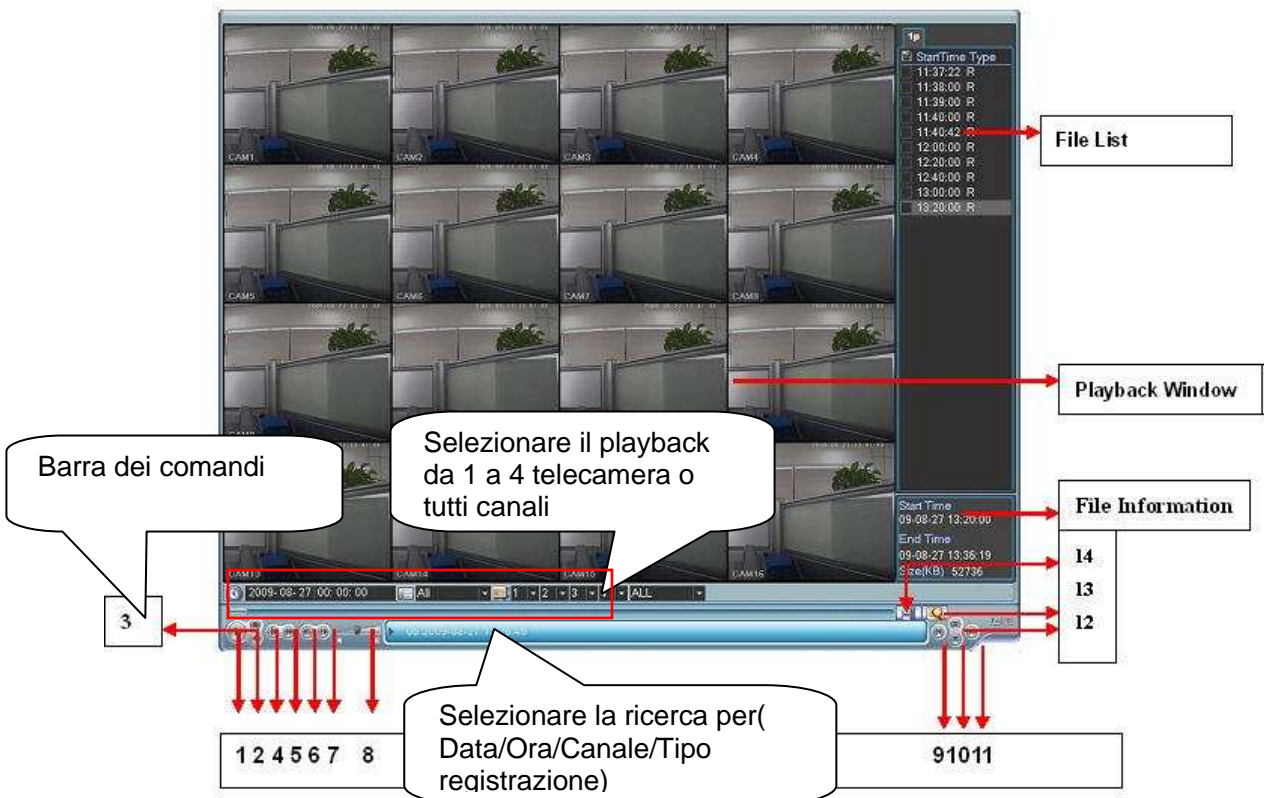 1p
StartTime Type
11:37:22 R
11:38:00 R
11:39:00 R
11:40:00 R
11:40:42 R
12:00:00 R
12:20:00 R
12:40:00 R
13:00:00 R
13:20:00 R
File List
CAM1 CAM2 CAM3 CAM4
CAM5 CAM6 CAM7 CAM8
Playback Window
Barra dei comandi
Selezionare il playback
da 1 a 4 telecamera o
tutti canali
Start Time
09-08-27 13:20:00
End Time
09-08-27 13:36:19
Size(KB) 52736
File Information
14
13
12
CAM13 CAM14 CAM15 CAM16
2009-08-27 00:00:00 All 1 2 3 ALL
3
Selezionare la ricerca per(
Data/Ora/Canale/Tipo
registrazione)
1 2 4 5 6 7 8
91011